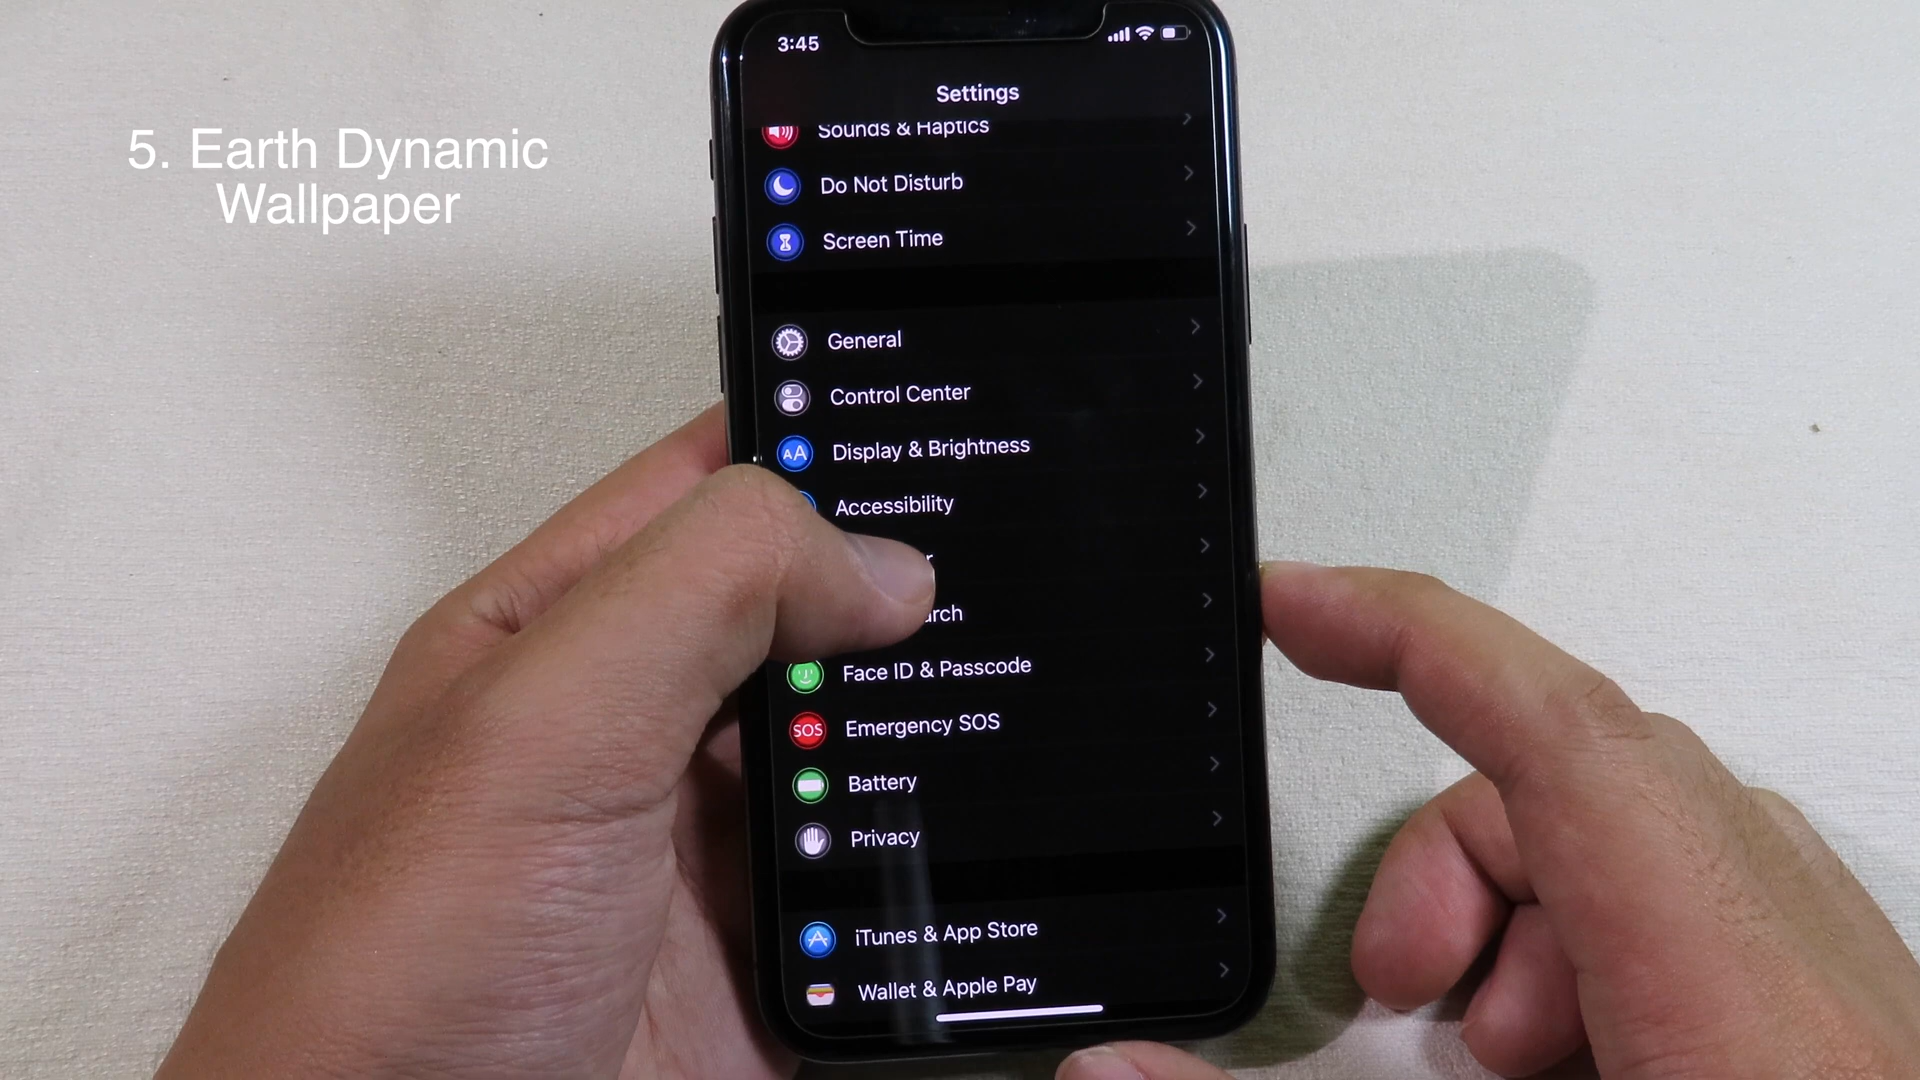 5. Earth Dynamic
Wallpaper
3:45
Settings
Sounds & Haptics
Do Not Disturb
Screen Time
General
Control Center
AA
Display & Brightness
Accessibility
Face ID & Passcode
SOS
Emergency SOS
Battery
Privacy
iTunes & App Store
Wallet & Apple Pay